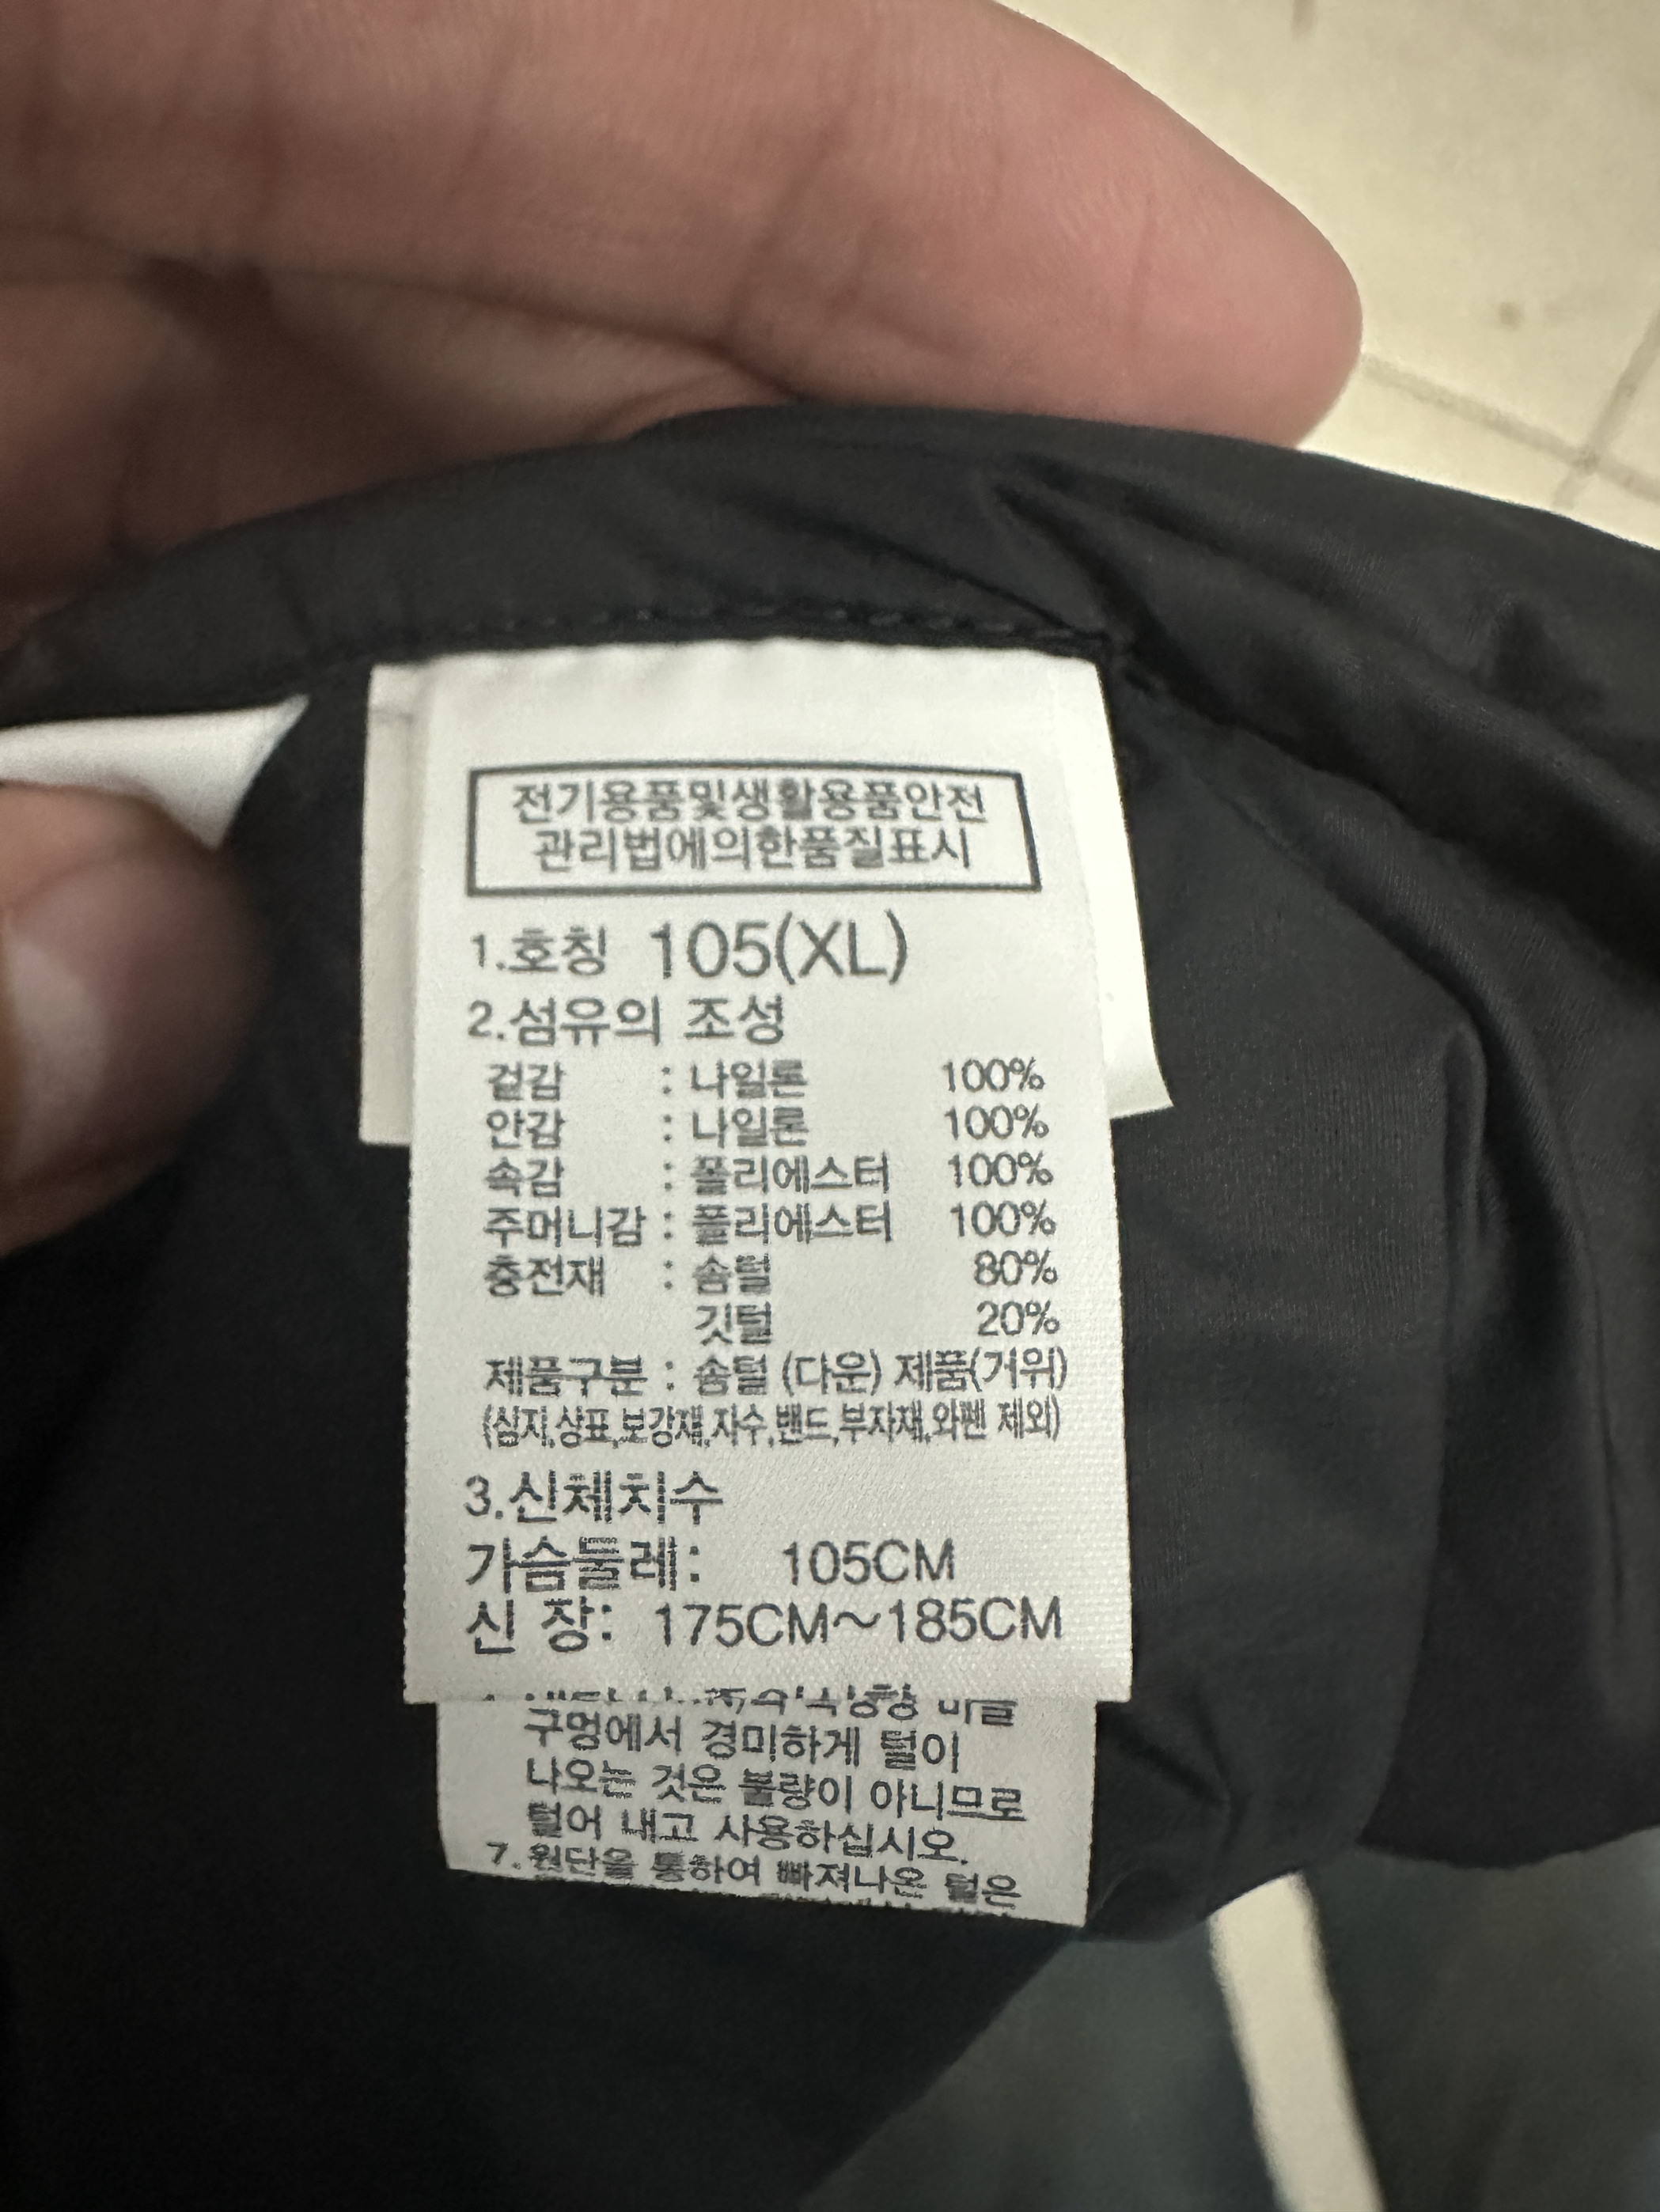 전기용품및생활용품안전
관리법에의한품질표시
1.호칭 105(XL)
2.섬유의 조성
겉감 : 나일론 100%
안감 : 나일론 100%
속감 : 폴리에스터 100%
주머니감 : 폴리에스터 100%
충전재 : 솜털 80%
깃털 20%
제품구분 : 솜털 (다운) 제품(거위)
(심지,상표,보강재,자수,밴드,부자재,와펜 제외)
3.신체치수
가슴둘레: 105CM
신 장: 175CM~185CM
바늘
구멍에서 경미하게 털이
나오는 것은 불량이 아니므로
털어 내고 사용하십시오.
7.원단을 통하여 빠져나온 털은